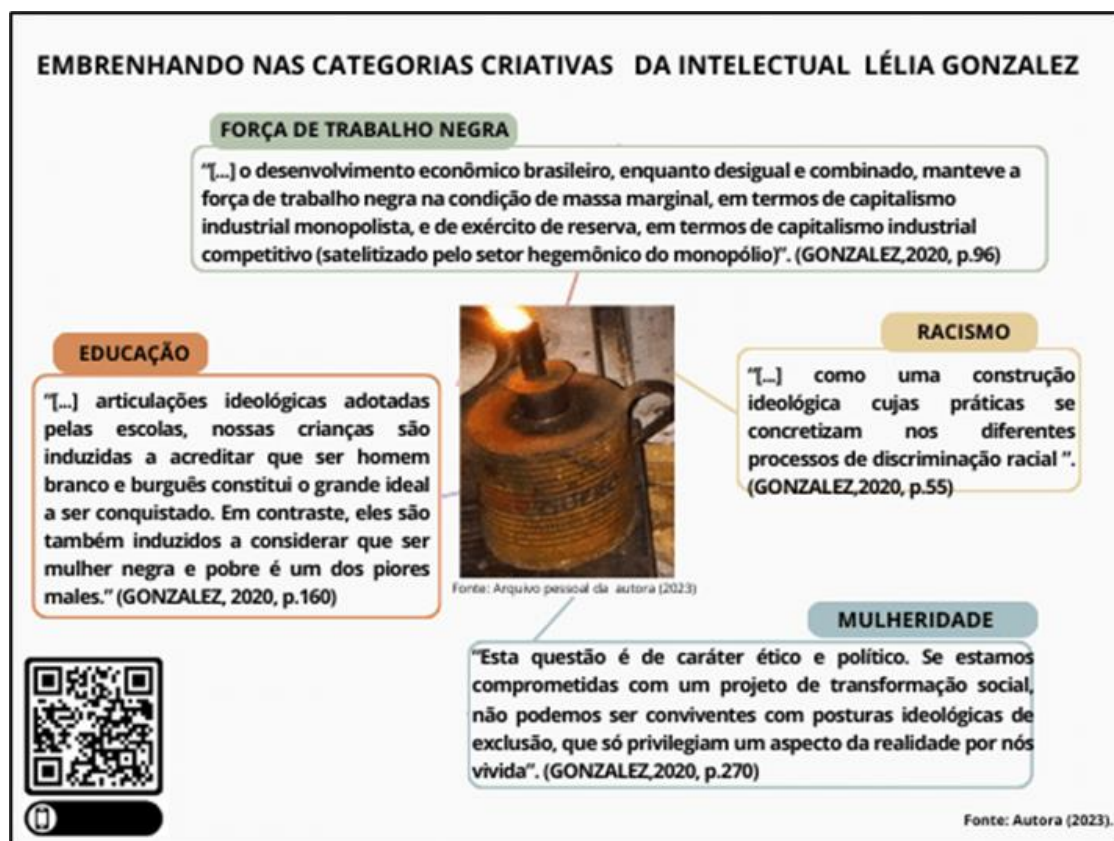 EMBRENHANDO NAS CATEGORIAS CRIATIVAS DA INTELECTUAL LÉLIA GONZALEZ
FORÇA DE TRABALHO NEGRA
“[...] o desenvolvimento econômico brasileiro, enquanto desigual e combinado, manteve a
força de trabalho negra na condição de massa marginal, em termos de capitalismo
industrial monopolista, e de exército de reserva, em termos de capitalismo industrial
competitivo (satelitizado pelo setor hegemônico do monopólio)”. (GONZALEZ,2020, p.96)
EDUCAÇÃO
“[...] articulações ideológicas adotadas
pelas escolas, nossas crianças são
induzidas a acreditar que ser homem
branco e burguês constitui o grande ideal
a ser conquistado. Em contraste, eles são
também induzidos a considerar que ser
mulher negra e pobre é um dos piores
males.” (GONZALEZ, 2020, p.160)
RACISMO
“[...] como uma construção
ideológica cujas práticas se
concretizam nos diferentes
processos de discriminação racial ”.
(GONZALEZ,2020, p.55)
Fonte: Arquivo pessoal da autora (2023)
MULHERIDADE
“Esta questão é de caráter ético e político. Se estamos
comprometidas com um projeto de transformação social,
não podemos ser conviventes com posturas ideológicas de
exclusão, que só privilegiam um aspecto da realidade por nós
vivida”. (GONZALEZ,2020, p.270)
Fonte: Autora (2023).